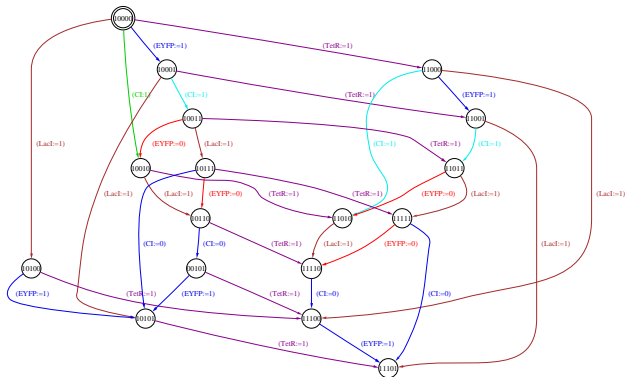 10000
(EYFP:=1)
(TetR:=1)
10001
11000
(CI:=1)
(CI:=1)
(TetR:=1)
(EYFP:=1)
10011
11001
(LacI:=1)
(EYFP:=0)
(LacI:=1)
(TetR:=1)
(CI:=1)
(CI:=1)
10010
10111
11011
(LacI:=1)
(LacI:=1)
(EYFP:=0)
(TetR:=1)
(TetR:=1)
(EYFP:=0)
(LacI:=1)
(LacI:=1)
10110
11010
11111
(CI:=0)
(CI:=0)
(TetR:=1)
(LacI:=1)
(EYFP:=0)
(LacI:=1)
10100
00101
11110
(EYFP:=1)
(TetR:=1)
(EYFP:=1)
(TetR:=1)
(CI:=0)
(CI:=0)
10101
11100
(TetR:=1)
(EYFP:=1)
11101